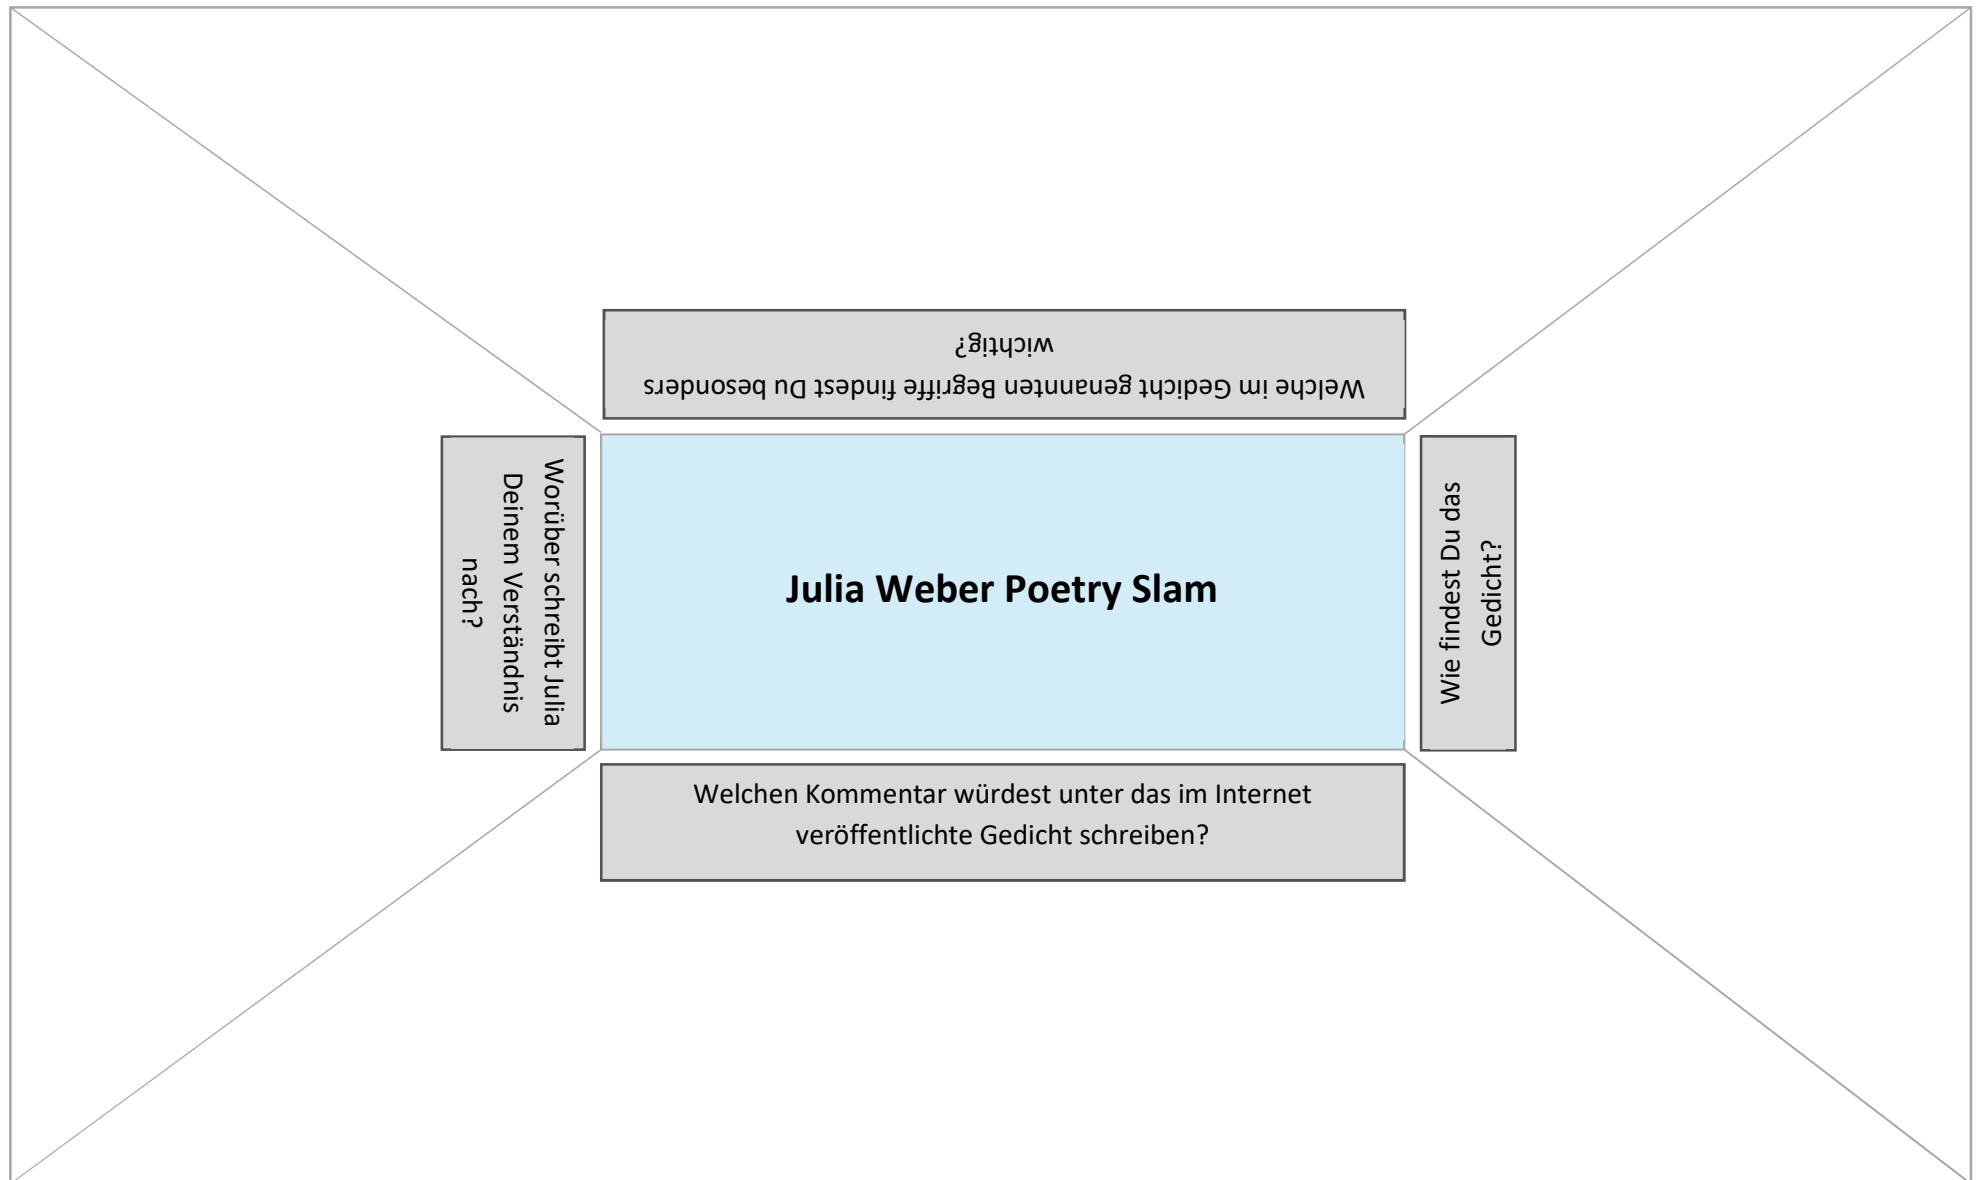 Welche im Gedicht genannten Begriffe findest Du besonders
wichtig?
Worüber schreibt Julia
Deinem Verständnis
nach?
Julia Weber Poetry Slam
Wie findest Du das
Gedicht?
Welchen Kommentar würdest unter das im Internet
veröffentlichte Gedicht schreiben?